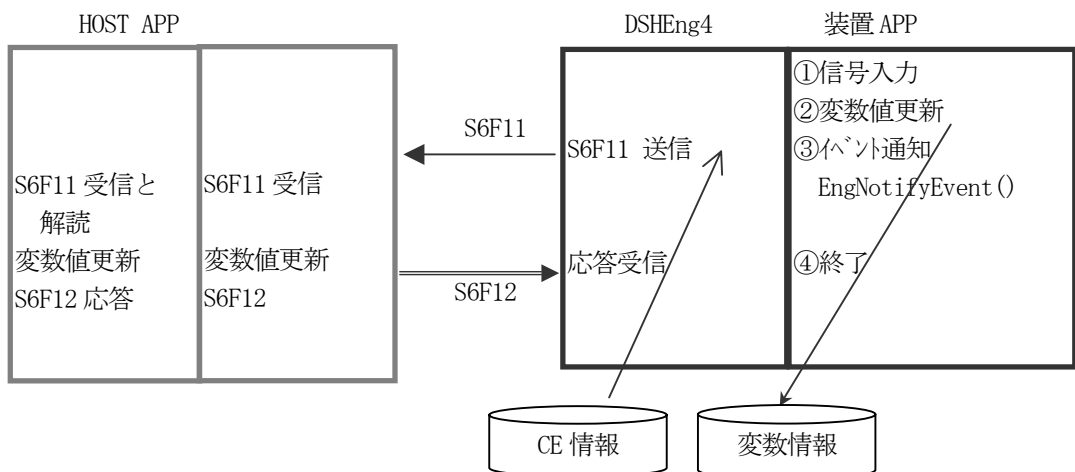 HOST APP
DSHEng4
装置 APP
S6F11
S6F11 受信と
解読
変数値更新
S6F12 応答
S6F11 受信
変数値更新
S6F12
S6F12
S6F11 送信
応答受信
①信号入力
②変数値更新
③ｲﾍﾞﾝﾄ通知
EngNotifyEvent()
④終了
CE 情報
変数情報